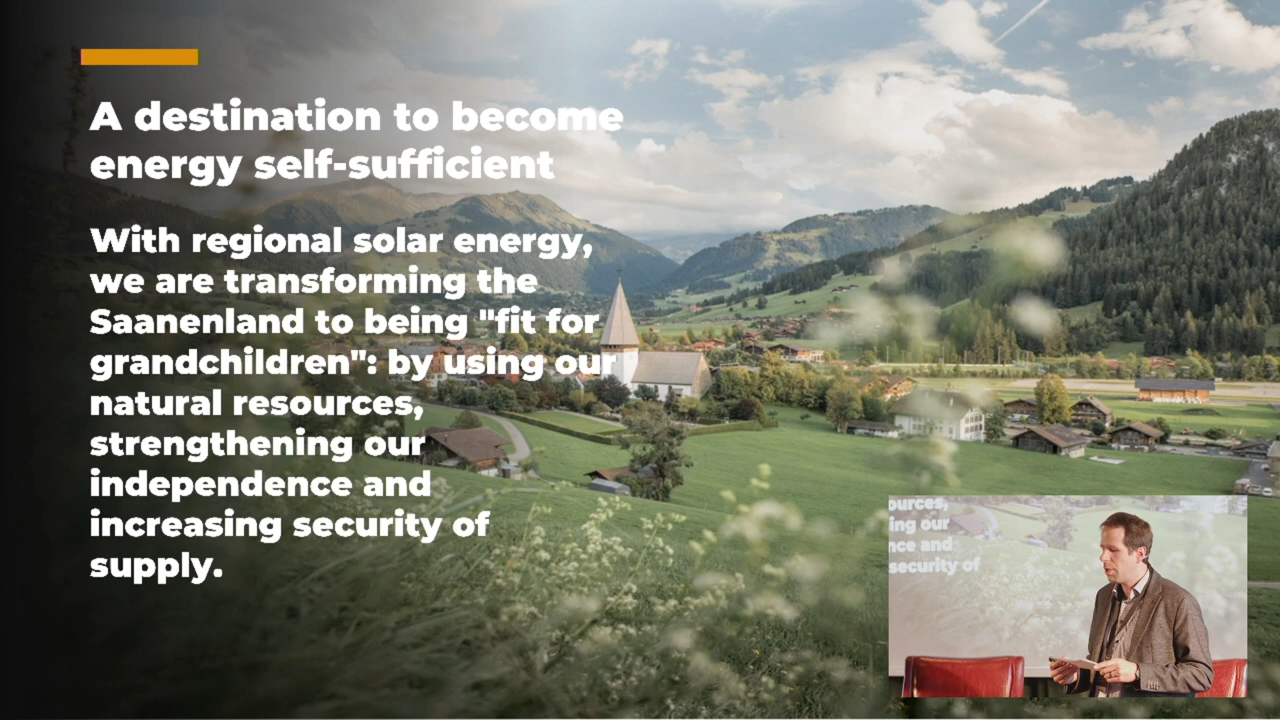 A destination to become
energy self-sufficient
With regional solar energy,
we are transforming the
Saanenland to being "fit for
grandchildren": by using our
natural resources,
strengthening our
independence and
increasing security of
supply.
ources,
ing our
nce and
security of